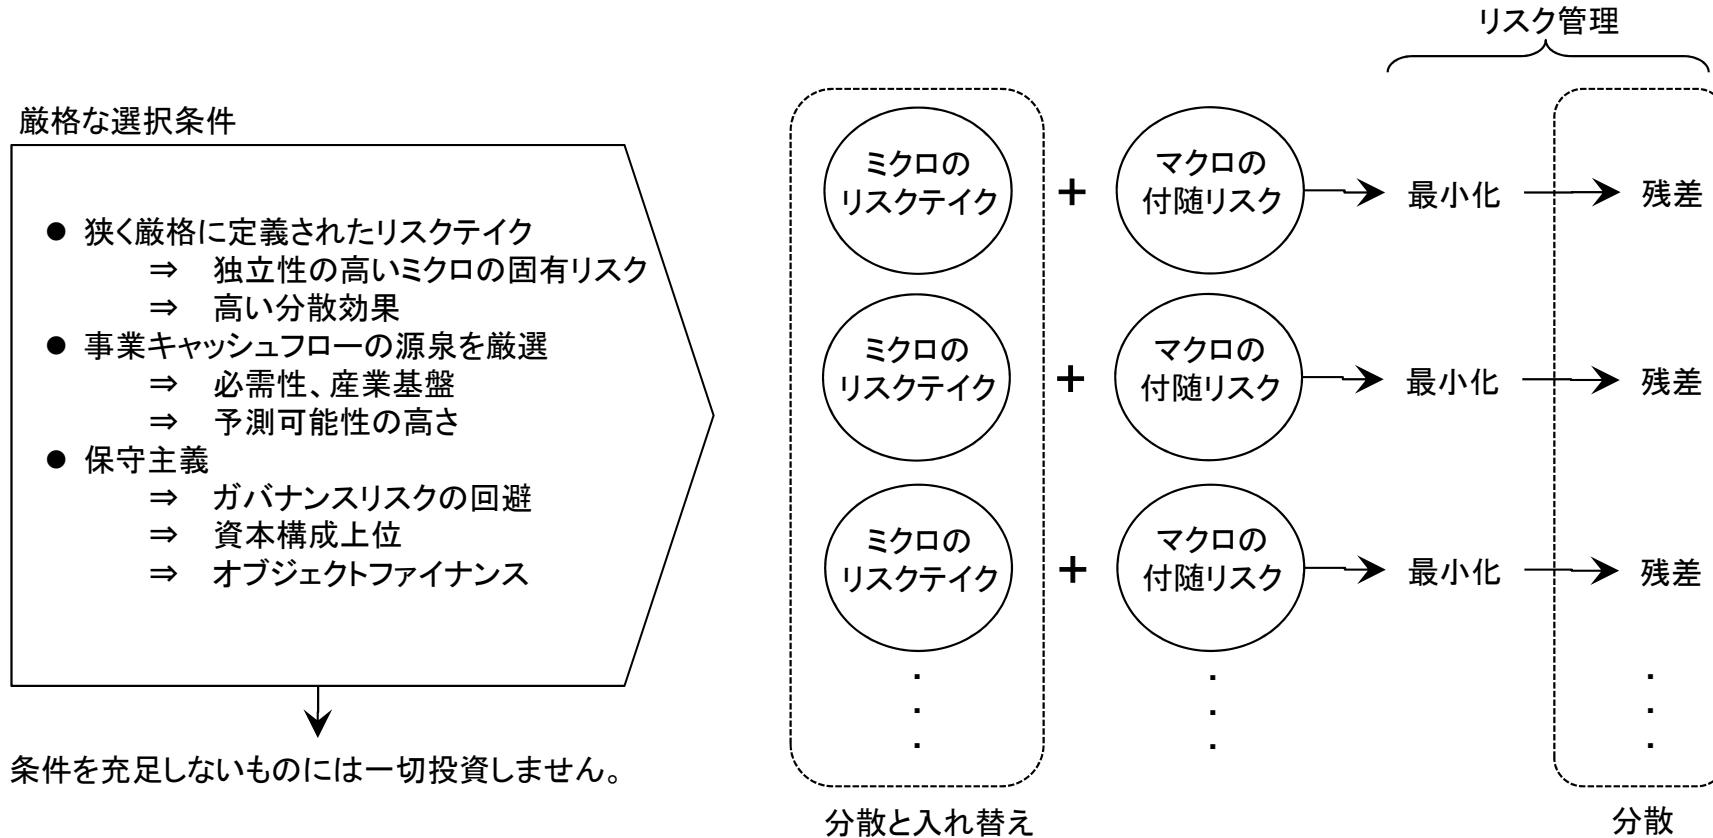 リスク管理
厳格な選択条件
● 狭く厳格に定義されたリスクテイク
⇒ 独立性の高いミクロの固有リスク
⇒ 高い分散効果
● 事業キャッシュフローの源泉を厳選
⇒ 必需性、産業基盤
⇒ 予測可能性の高さ
● 保守主義
⇒ ガバナンスリスクの回避
⇒ 資本構成上位
⇒ オブジェクトファイナンス
条件を充足しないものには一切投資しません。
ミクロの
リスクテイク
+
マクロの
付随リスク
最小化
残差
ミクロの
リスクテイク
+
マクロの
付随リスク
最小化
残差
ミクロの
リスクテイク
+
マクロの
付随リスク
最小化
残差
・ ・ ・
・ ・ ・
・ ・ ・
分散と入れ替え
分散